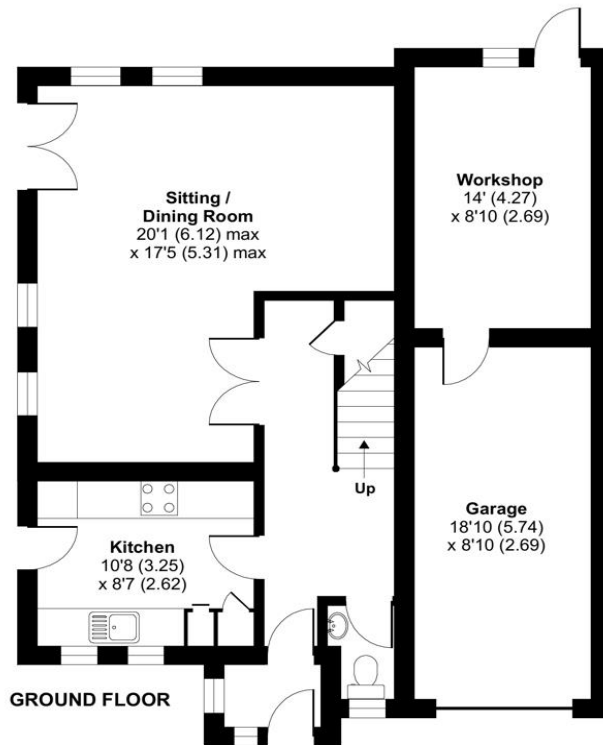 Sitting /
Dining Room
20'1 (6.12) max
x 17'5 (5.31) max
Workshop
14' (4.27)
x 8'10 (2.69)
Up
Kitchen
10'8 (3.25)
x 8'7 (2.62)
Garage
18'10 (5.74)
x 8'10 (2.69)
GROUND FLOOR